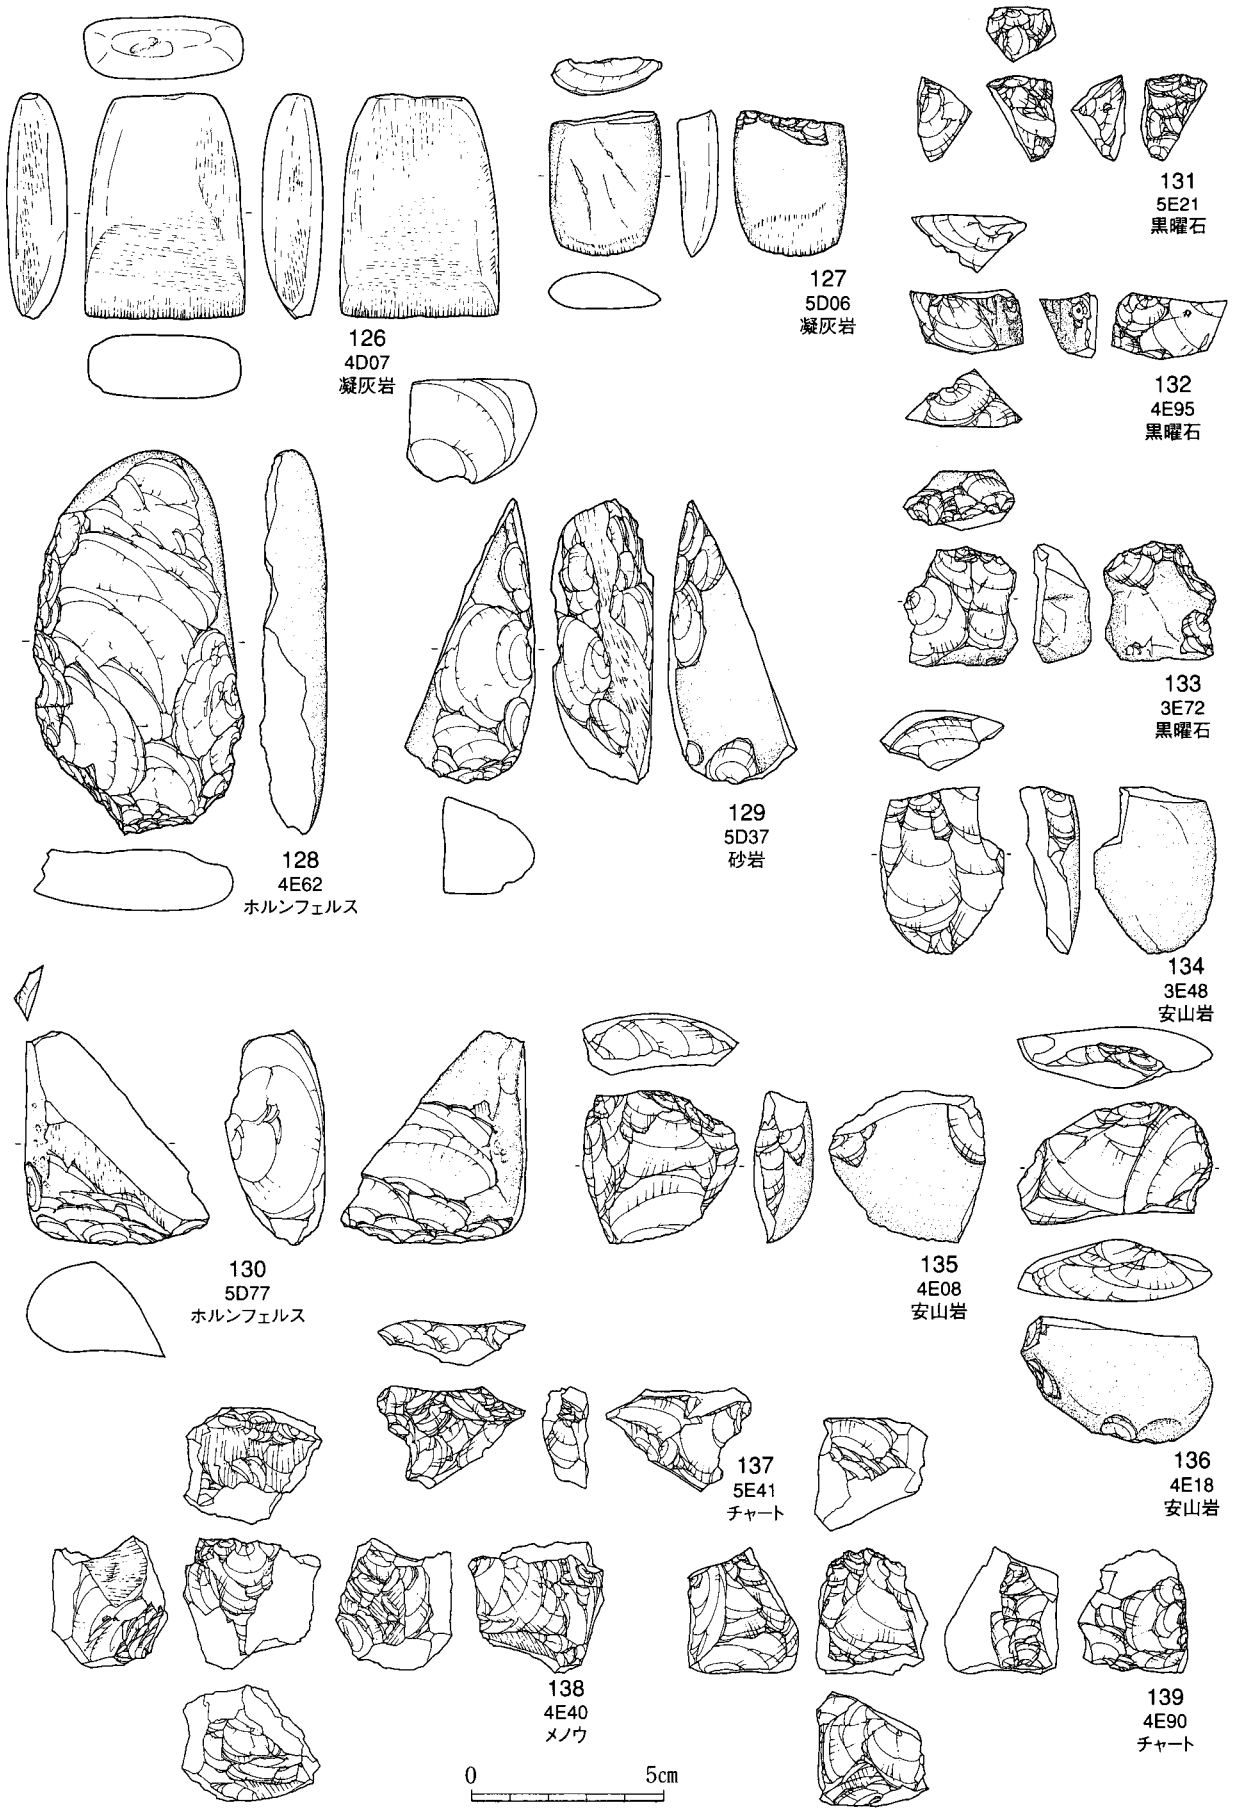 126
4D07
凝灰岩
127
5D06
凝灰岩
131
5E21
黒曜石
132
4E95
黒曜石
128
4E62
ホルンフェルス
129
5D37
砂岩
133
3E72
黒曜石
134
3E48
安山岩
130
5D77
ホルンフェルス
135
4E08
安山岩
136
4E18
安山岩
137
5E41
チャート
138
4E40
メノウ
139
4E90
チャート
0 5cm